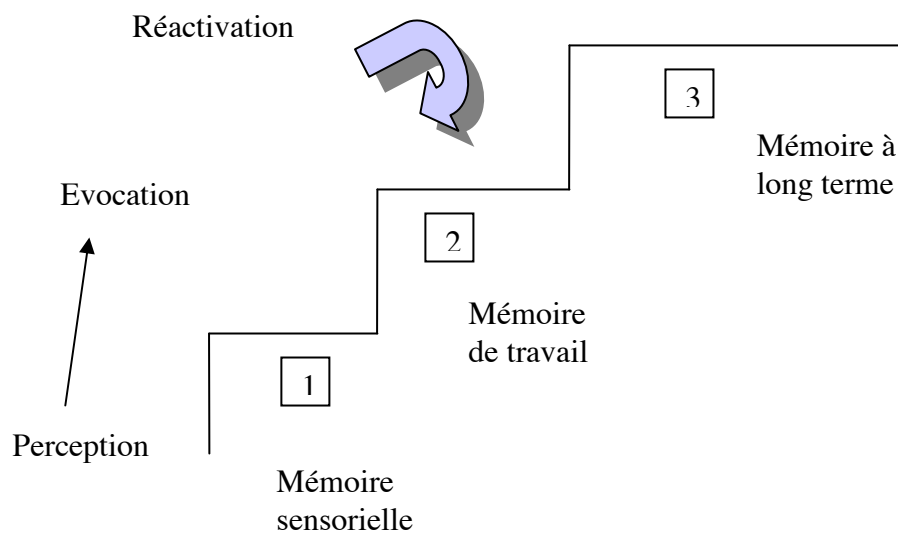 Réactivation
3
Mémoire à
long terme
Evocation
2
Mémoire
de travail
1
Perception
Mémoire
sensorielle